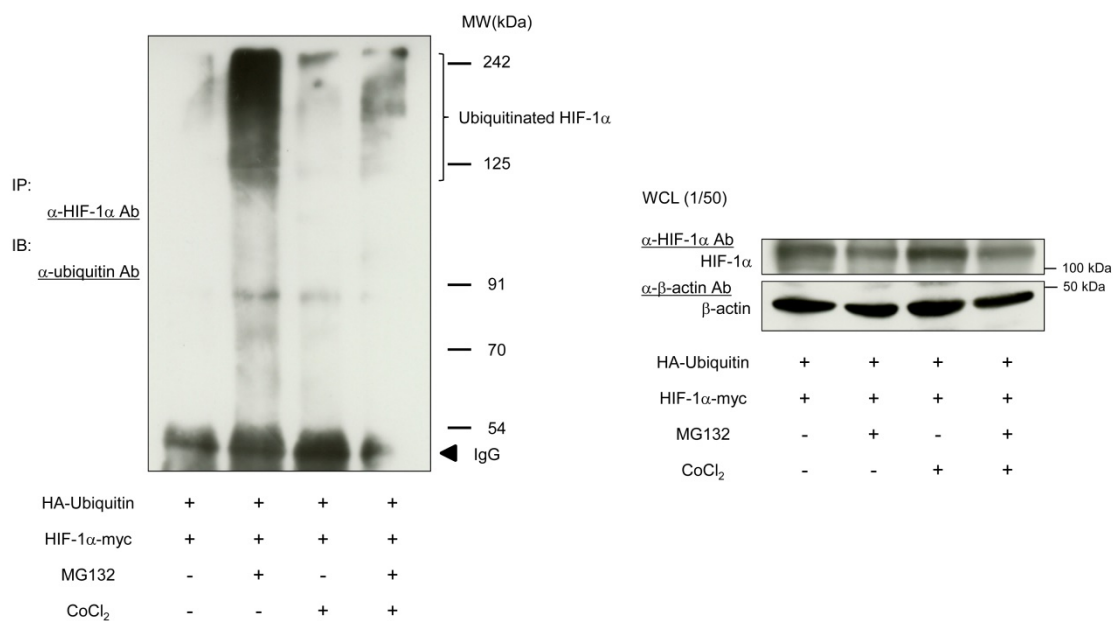 MW(kDa)
242
Ubiquitinated HIF-1α
125
IP:
α-HIF-1α Ab
IB:
α-ubiquitin Ab
91
70
54
IgG
HA-Ubiquitin + + + +
HIF-1α-myc + + + +
MG132 - + - +
CoCl₂ - - + +
WCL (1/50)
α-HIF-1α Ab
HIF-1α
100 kDa
α-β-actin Ab
50 kDa
β-actin
HA-Ubiquitin + + + +
HIF-1α-myc + + + +
MG132 - + - +
CoCl₂ - - + +